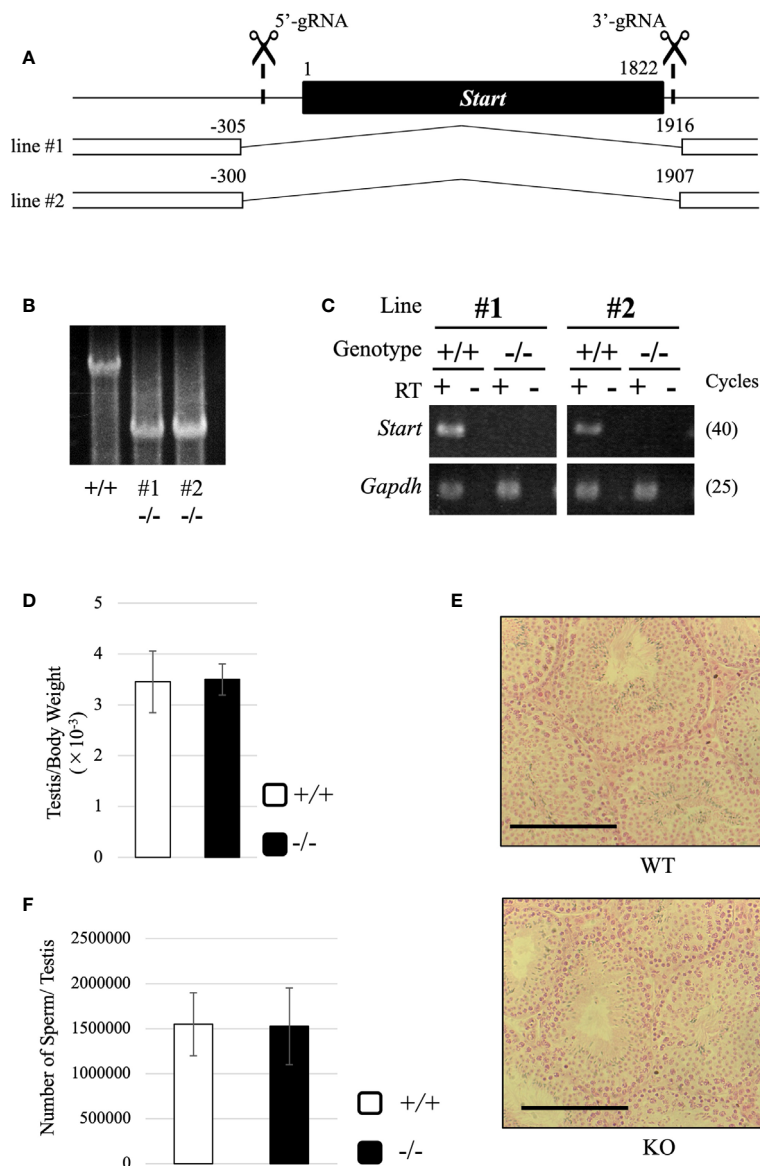 A
5'-gRNA 3'-gRNA
1 1822
Start
-305 1916
line #1
-300 1907
line #2
B
+/+ #1 #2
-/- -/-
C
Line #1 #2
Genotype +/+ -/- +/+ -/-
RT + - + - + - + - Cycles
Start (40)
Gapdh (25)
D
Testis/Body Weight
(×10-3)
5
4
3
2
1
0
+/+
-/-
E
WT
KO
F
Number of Sperm/ Testis
2500000
2000000
1500000
1000000
500000
0
+/+
-/-